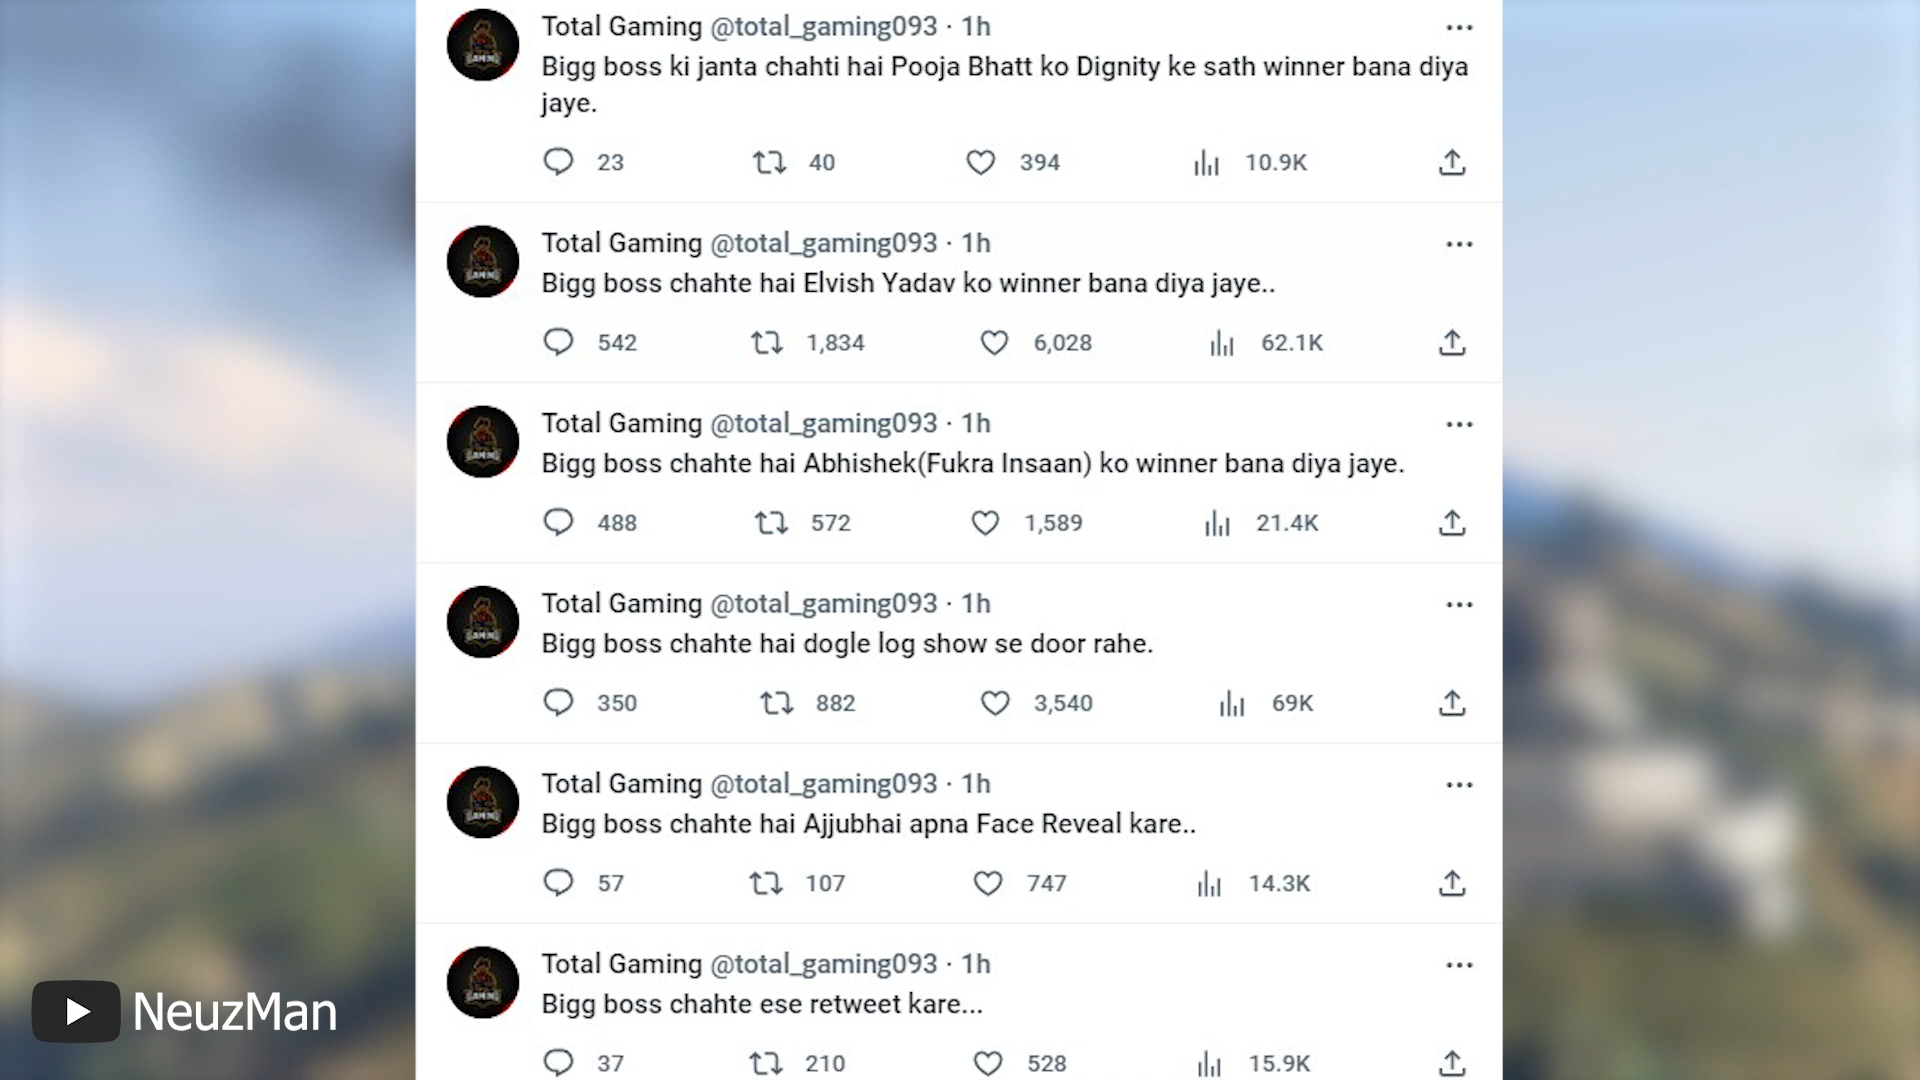 Total Gaming @total_gaming093 · 1h
Bigg boss ki janta chahti hai Pooja Bhatt ko Dignity ke sath winner bana diya
jaye.
23 40 394 10.9K
Total Gaming @total_gaming093 · 1h
Bigg boss chahte hai Elvish Yadav ko winner bana diya jaye..
542 1,834 6,028 62.1K
Total Gaming @total_gaming093 · 1h
Bigg boss chahte hai Abhishek(Fukra Insaan) ko winner bana diya jaye.
488 572 1,589 21.4K
Total Gaming @total_gaming093 · 1h
Bigg boss chahte hai dogle log show se door rahe.
350 882 3,540 69K
Total Gaming @total_gaming093 · 1h
Bigg boss chahte hai Ajjubhai apna Face Reveal kare..
57 107 747 14.3K
Total Gaming @total_gaming093 · 1h
Bigg boss chahte ese retweet kare...
37 210 528 15.9K
NeuzMan